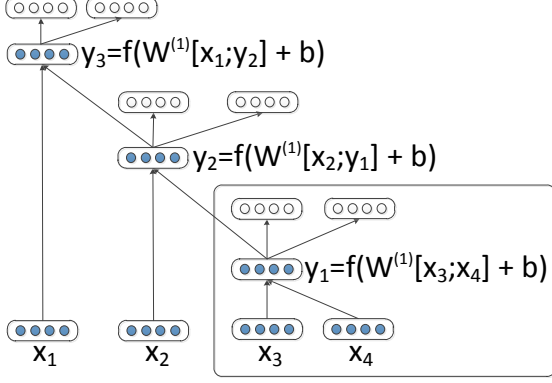 y₃=f(W⁽¹⁾[x₁;y₂] + b)
y₂=f(W⁽¹⁾[x₂;y₁] + b)
y₁=f(W⁽¹⁾[x₃;x₄] + b)
x₁ x₂ x₃ x₄